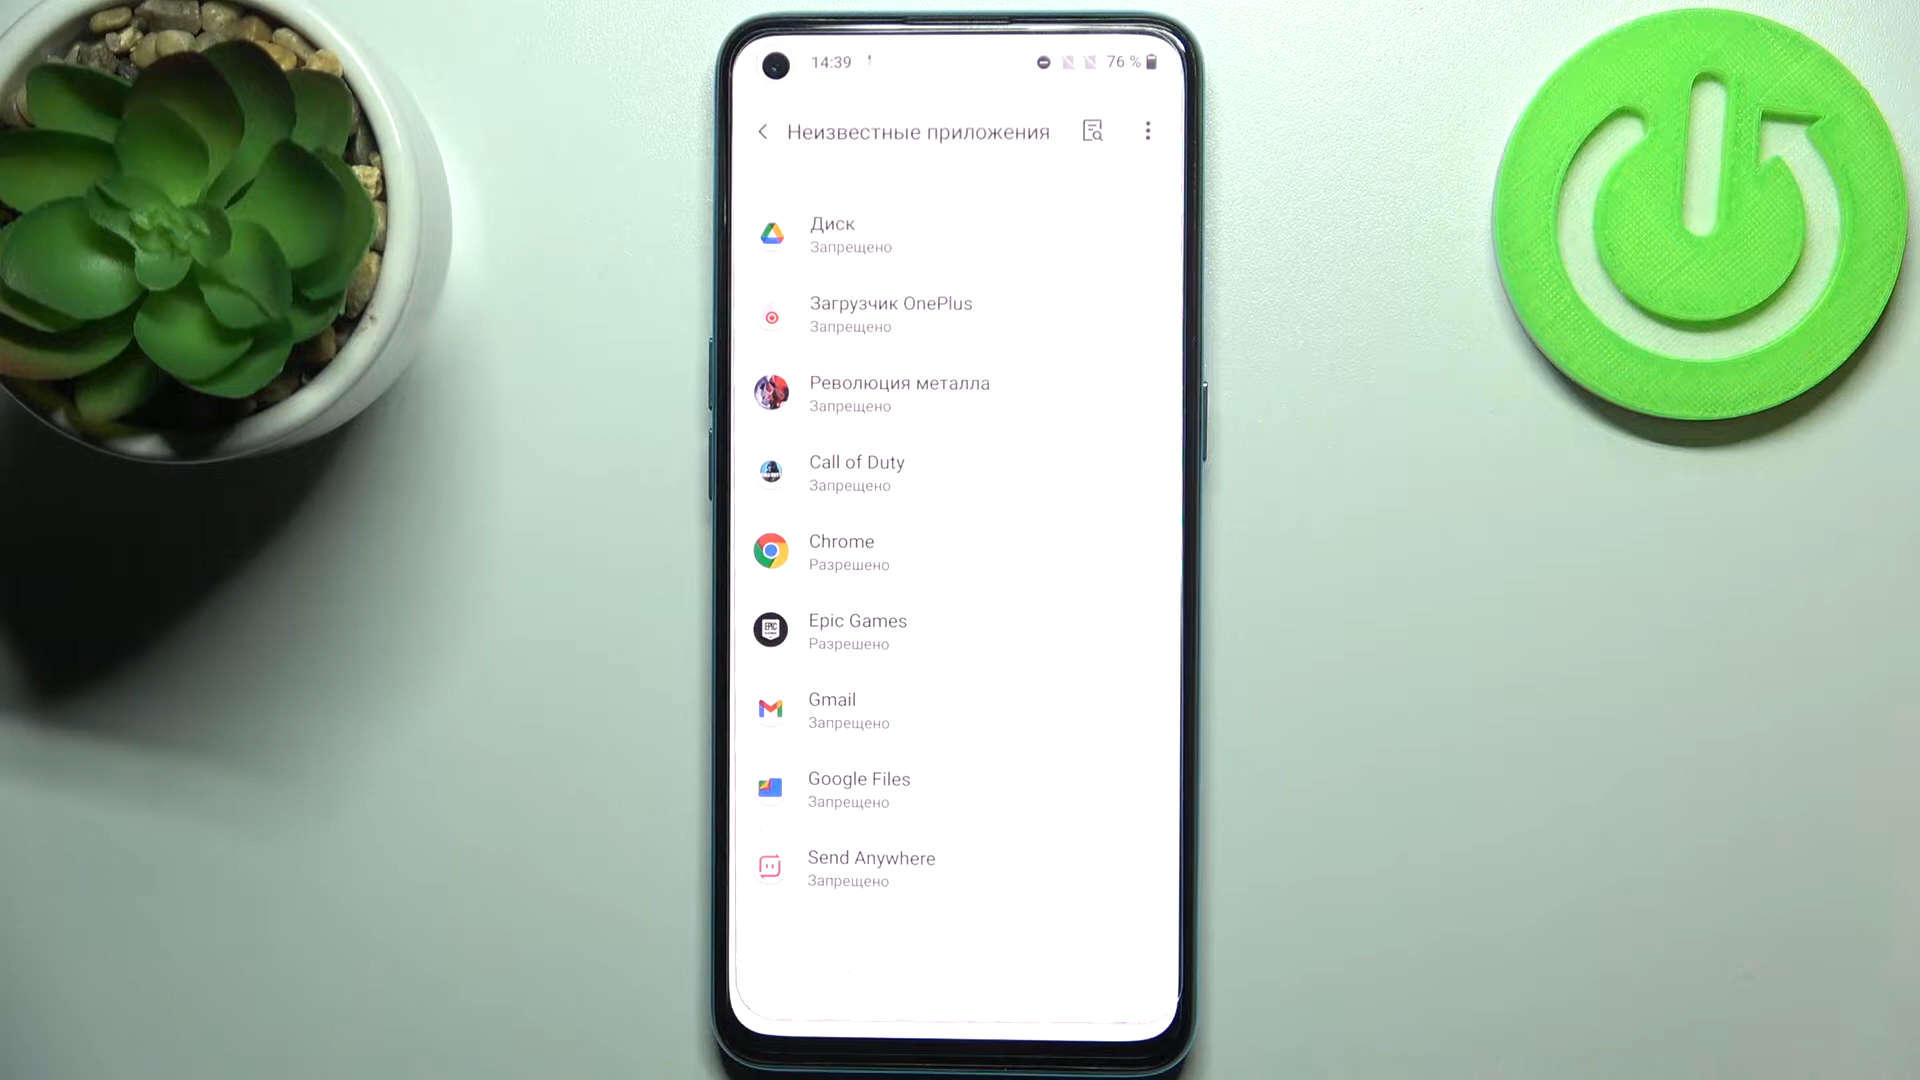 14:39
76 %
Неизвестные приложения
Диск
Запрещено
Загрузчик OnePlus
Запрещено
Революция металла
Запрещено
Call of Duty
Запрещено
Chrome
Разрешено
Epic Games
Разрешено
Gmail
Запрещено
Google Files
Запрещено
Send Anywhere
Запрещено